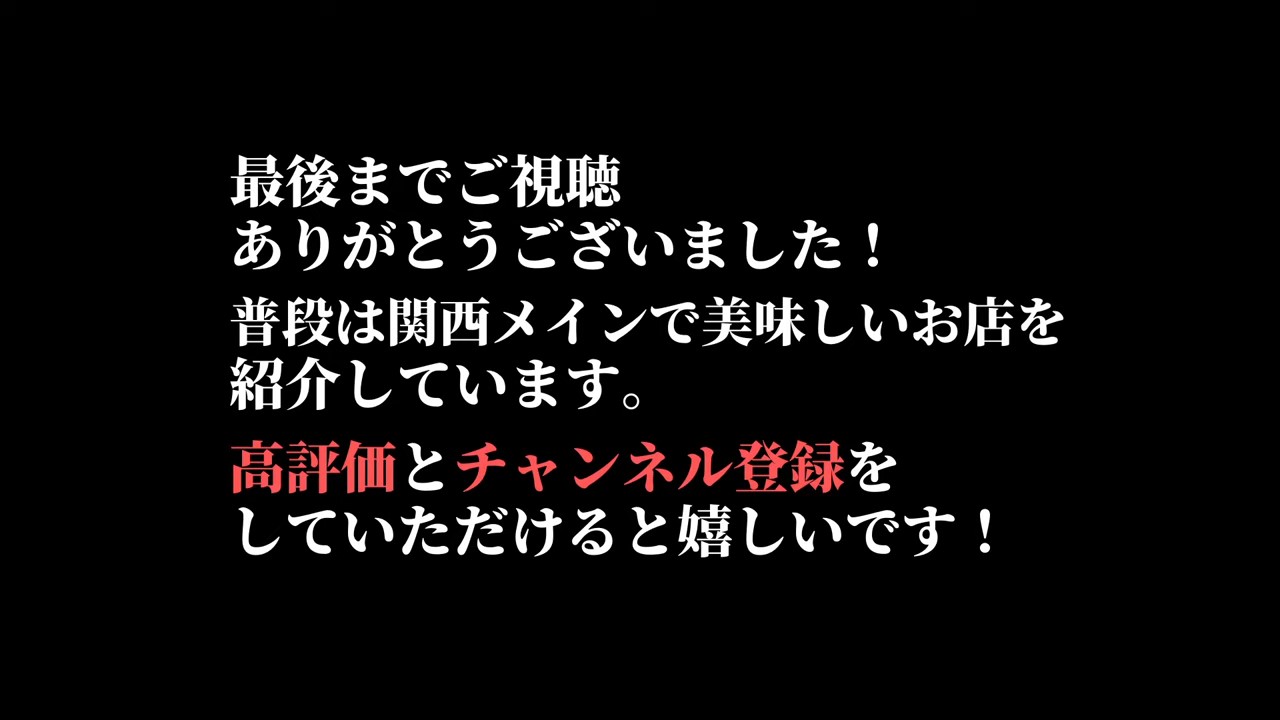 最後までご視聴
ありがとうございました！
普段は関西メインで美味しいお店を
紹介しています。
高評価とチャンネル登録を
していただけると嬉しいです！